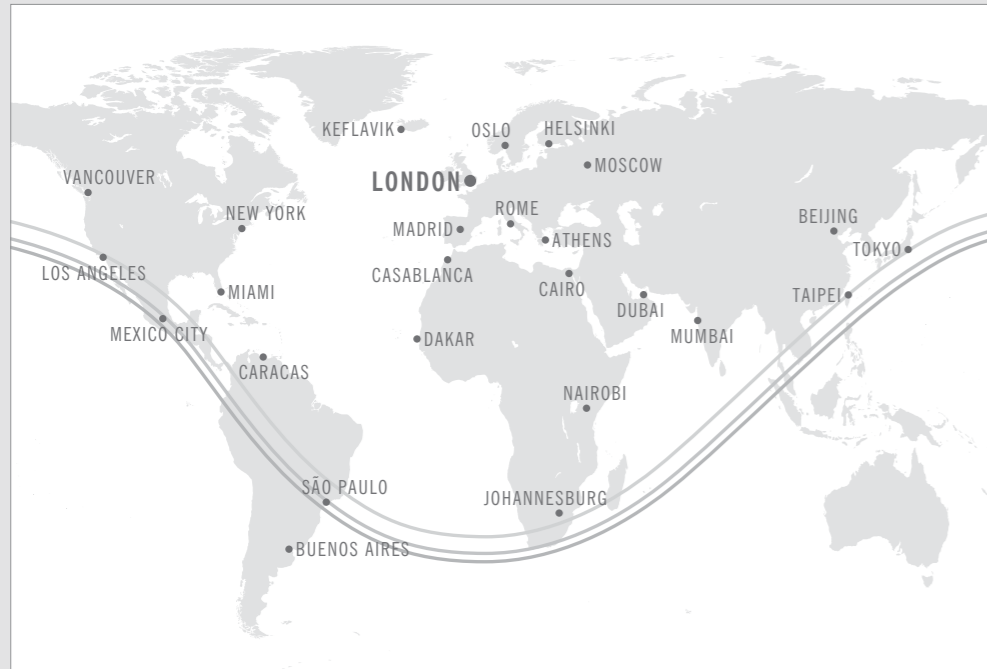 KEFLAVIK
OSLO
HELSINKI
MOSCOW
VANCOUVER
LONDON
NEW YORK
ROME
MADRID
ATHENS
BEIJING
TOKYO
LOS ANGELES
CASABLANCA
CAIRO
MIAMI
DUBAI
TAIPEI
MEXICO CITY
MUMBAI
DAKAR
CARACAS
NAIROBI
SÃO PAULO
JOHANNESBURG
BUENOS AIRES